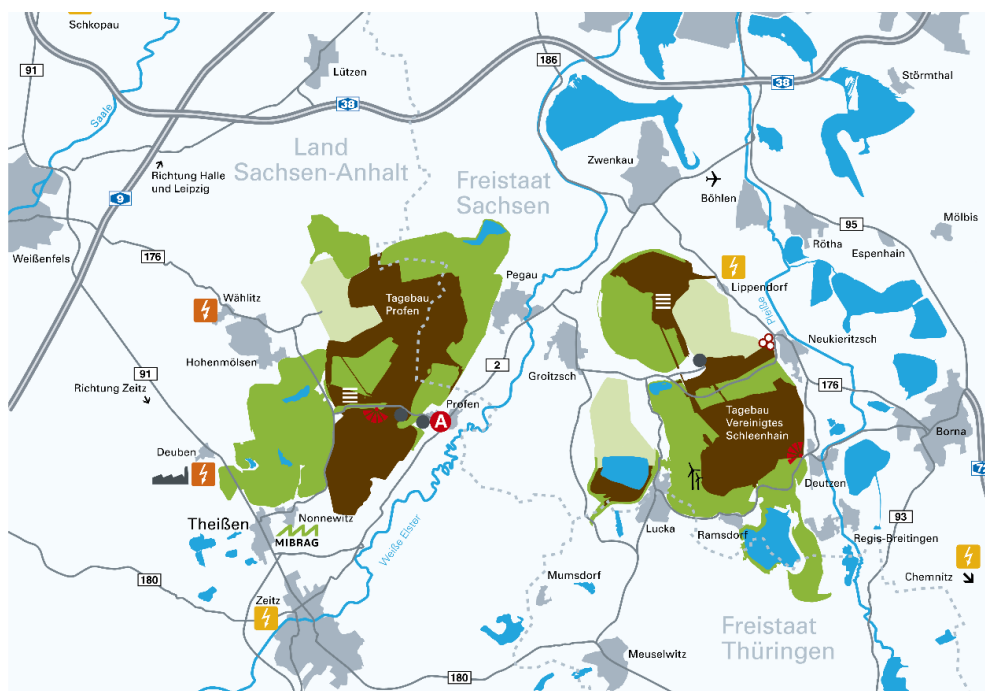 Schkopau
91
Lützen
186
38
38
Störmthal
Saale
Land
Sachsen-Anhalt
Richtung Halle
und Leipzig
Zwenkau
Freistaat
Sachsen
9
Böhlen
95
Mölbis
Rötha
Espenhain
Weißenfels
176
Pegau
Lippendorf
Pleiße
Wählitz
Tagebau
Profen
Neukieritzsch
Hohenmölsen
2
Groitzsch
91
Richtung Zeitz
176
Profen
A
Tagebau
Vereinigtes
Schleenhain
Borna
Deuben
72
Deutzen
Theißen
Nonnewitz
MIBRAG
Weiße Elster
Lucka
Ramsdorf
93
Regis-Breitingen
180
Zeitz
Mumsdorf
Chemnitz
Freistaat
Thüringen
Meuselwitz
180